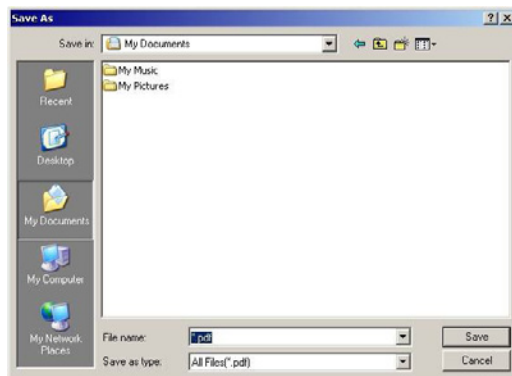 Save As
Save in:
My Documents
My Music
My Pictures
Recent
Desktop
My Documents
My Computer
My Network
Places
File name:
*.pdf
Save
Save as type:
All Files(*.pdf)
Cancel